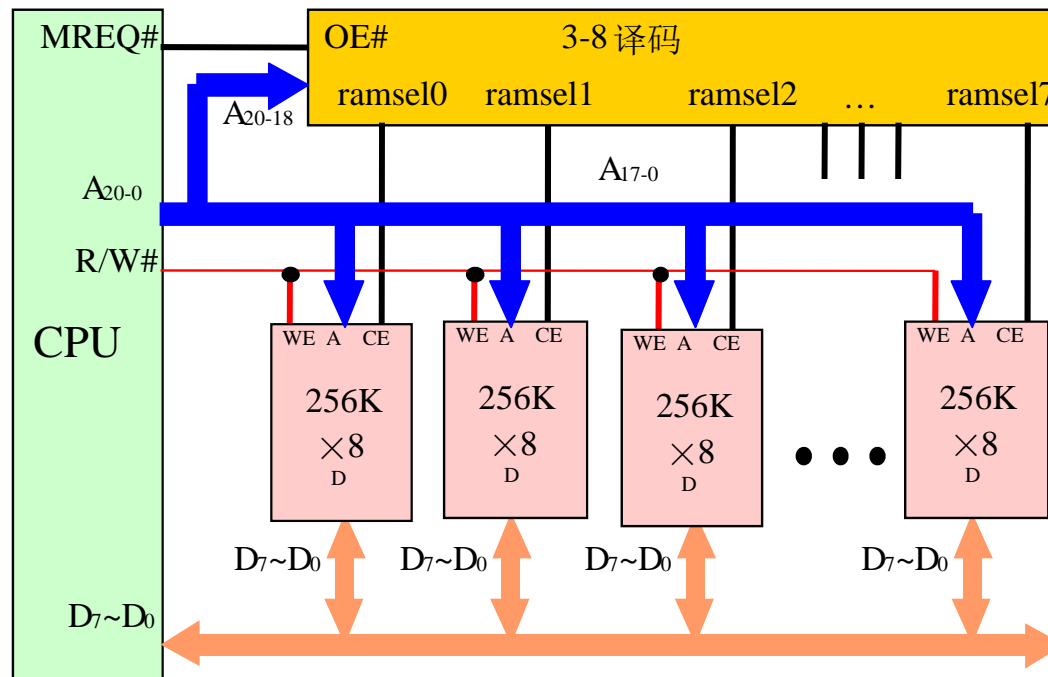 MREQ#
OE# 3-8 译码
ramsel0 ramsel1 ramsel2 … ramsel7
A20-18
A20-0
A17-0
R/W#
CPU
WE A CE
256K
×8
D
WE A CE
256K
×8
D
WE A CE
256K
×8
D
WE A CE
256K
×8
D
D7~D0 D7~D0 D7~D0 D7~D0
D7~D0